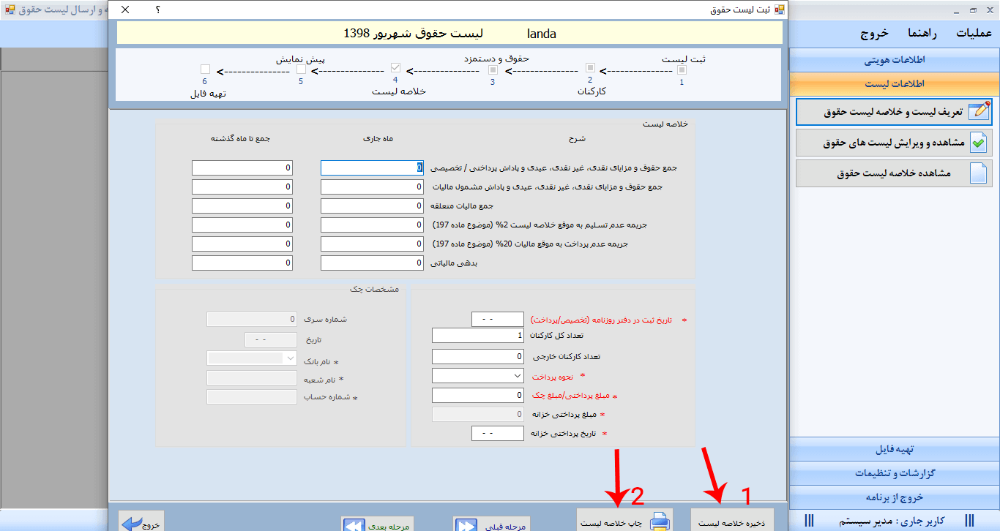 ه و ارسال لیست حقوق
؟
ثبت لیست حقوق
عملیات راهنما خروج
لیست حقوق شهریور 1398 landa
ثبت لیست
1
کارکنان
2
حقوق و دستمزد
3
خلاصه لیست
4
پیش نمایش
5
تهیه فایل
6
<-------------- <-------------- <-------------- <-------------- <--------------
اطلاعات هویتی
اطلاعات لیست
تعریف لیست و خلاصه لیست حقوق
مشاهده و ویرایش لیست های حقوق
مشاهده خلاصه لیست حقوق
خلاصه لیست
شرح ماه جاری جمع تا ماه گذشته
جمع حقوق و مزایای نقدی، غیر نقدی، عیدی و پاداش پرداختی / تخصیصی 0 0
جمع حقوق و مزایای نقدی، غیر نقدی، عیدی و پاداش مشمول مالیات 0 0
جمع مالیات متعلقه 0 0
جریمه عدم تسلیم به موقع خلاصه لیست 2% (موضوع ماده 197) 0 0
جریمه عدم پرداخت به موقع مالیات 20% (موضوع ماده 197) 0 0
بدهی مالیاتی 0 0
* تاریخ ثبت در دفتر روزنامه (تخصیص/پرداخت) - -
تعداد کل کارکنان 1
تعداد کارکنان خارجی 0
* نحوه پرداخت
* مبلغ پرداختی/مبلغ چک 0
* مبلغ پرداختی خزانه 0
* تاریخ پرداختی خزانه - -
مشخصات چک
شماره سری 0
تاریخ - -
* نام بانک
* نام شعبه
* شماره حساب
1
2
ذخیره خلاصه لیست
چاپ خلاصه لیست
مرحله قبلی
مرحله بعدی
خروج
تهیه فایل
گزارشات و تنظیمات
خروج از برنامه
کاربر جاری : مدیر سیستم